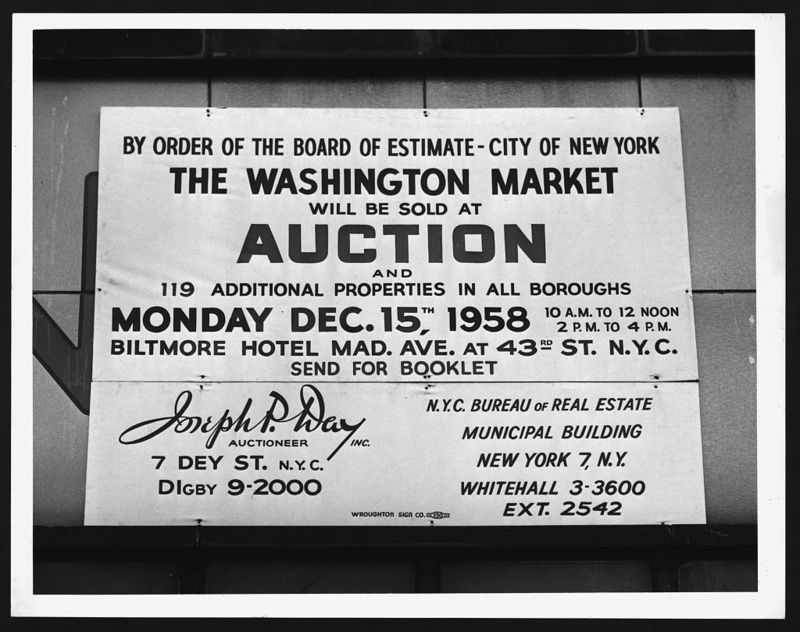 BY ORDER OF THE BOARD OF ESTIMATE - CITY OF NEW YORK
THE WASHINGTON MARKET
WILL BE SOLD AT
AUCTION
AND
119 ADDITIONAL PROPERTIES IN ALL BOROUGHS
MONDAY DEC. 15TH, 1958 10 A.M. TO 12 NOON
2 P.M. TO 4 P.M.
BILTMORE HOTEL MAD. AVE. AT 43RD ST. N.Y.C.
SEND FOR BOOKLET
Joseph P. Day INC.
AUCTIONEER
7 DEY ST. N.Y.C.
DIGBY 9-2000
N.Y.C. BUREAU OF REAL ESTATE
MUNICIPAL BUILDING
NEW YORK 7, N.Y.
WHITEHALL 3-3600
EXT. 2542
WROUGHTON SIGN CO.